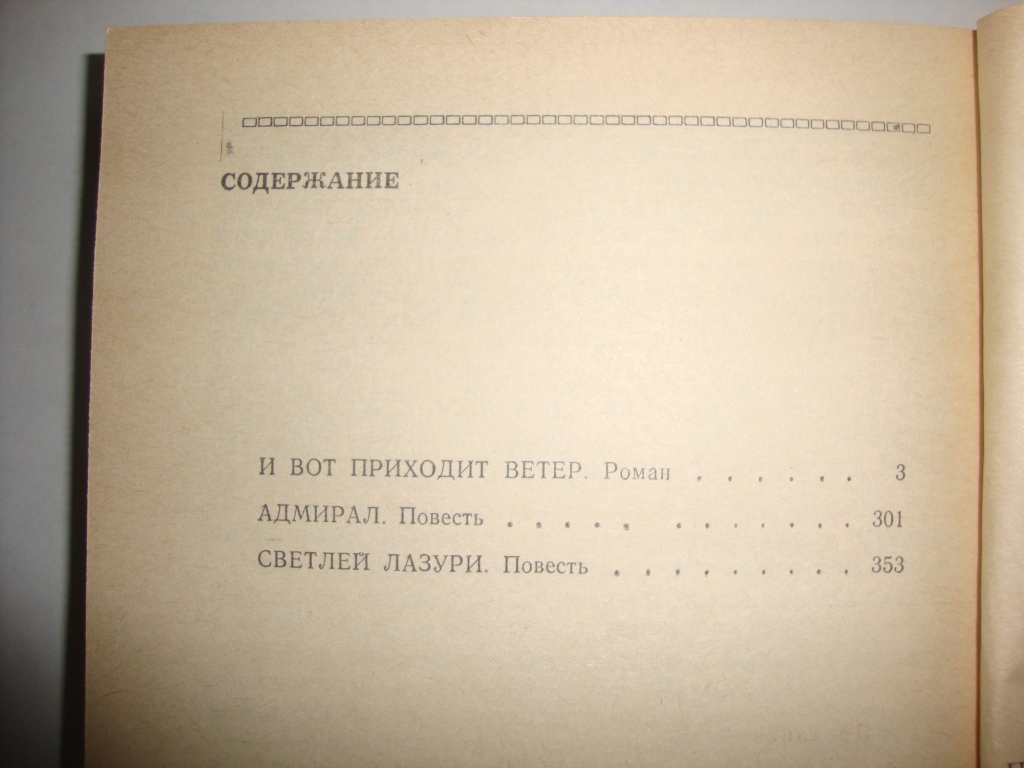 СОДЕРЖАНИЕ
И ВОТ ПРИХОДИТ ВЕТЕР. Роман . . . . . . 3
АДМИРАЛ. Повесть . . . . . . . . . . . . 301
СВЕТЛЕЙ ЛАЗУРИ. Повесть . . . . . . . . . 353